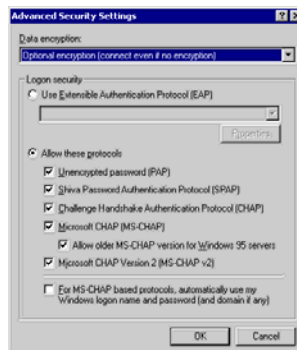 Advanced Security Settings
Data encryption:
Optional encryption (connect even if no encryption)
Logon security
Use Extensible Authentication Protocol (EAP)
Properties
Allow these protocols
Unencrypted password (PAP)
Shiva Password Authentication Protocol (SPAP)
Challenge Handshake Authentication Protocol (CHAP)
Microsoft CHAP (MS-CHAP)
Allow older MS-CHAP version for Windows 95 servers
Microsoft CHAP Version 2 (MS-CHAP v2)
For MS-CHAP based protocols, automatically use my
Windows logon name and password (and domain if any)
OK Cancel